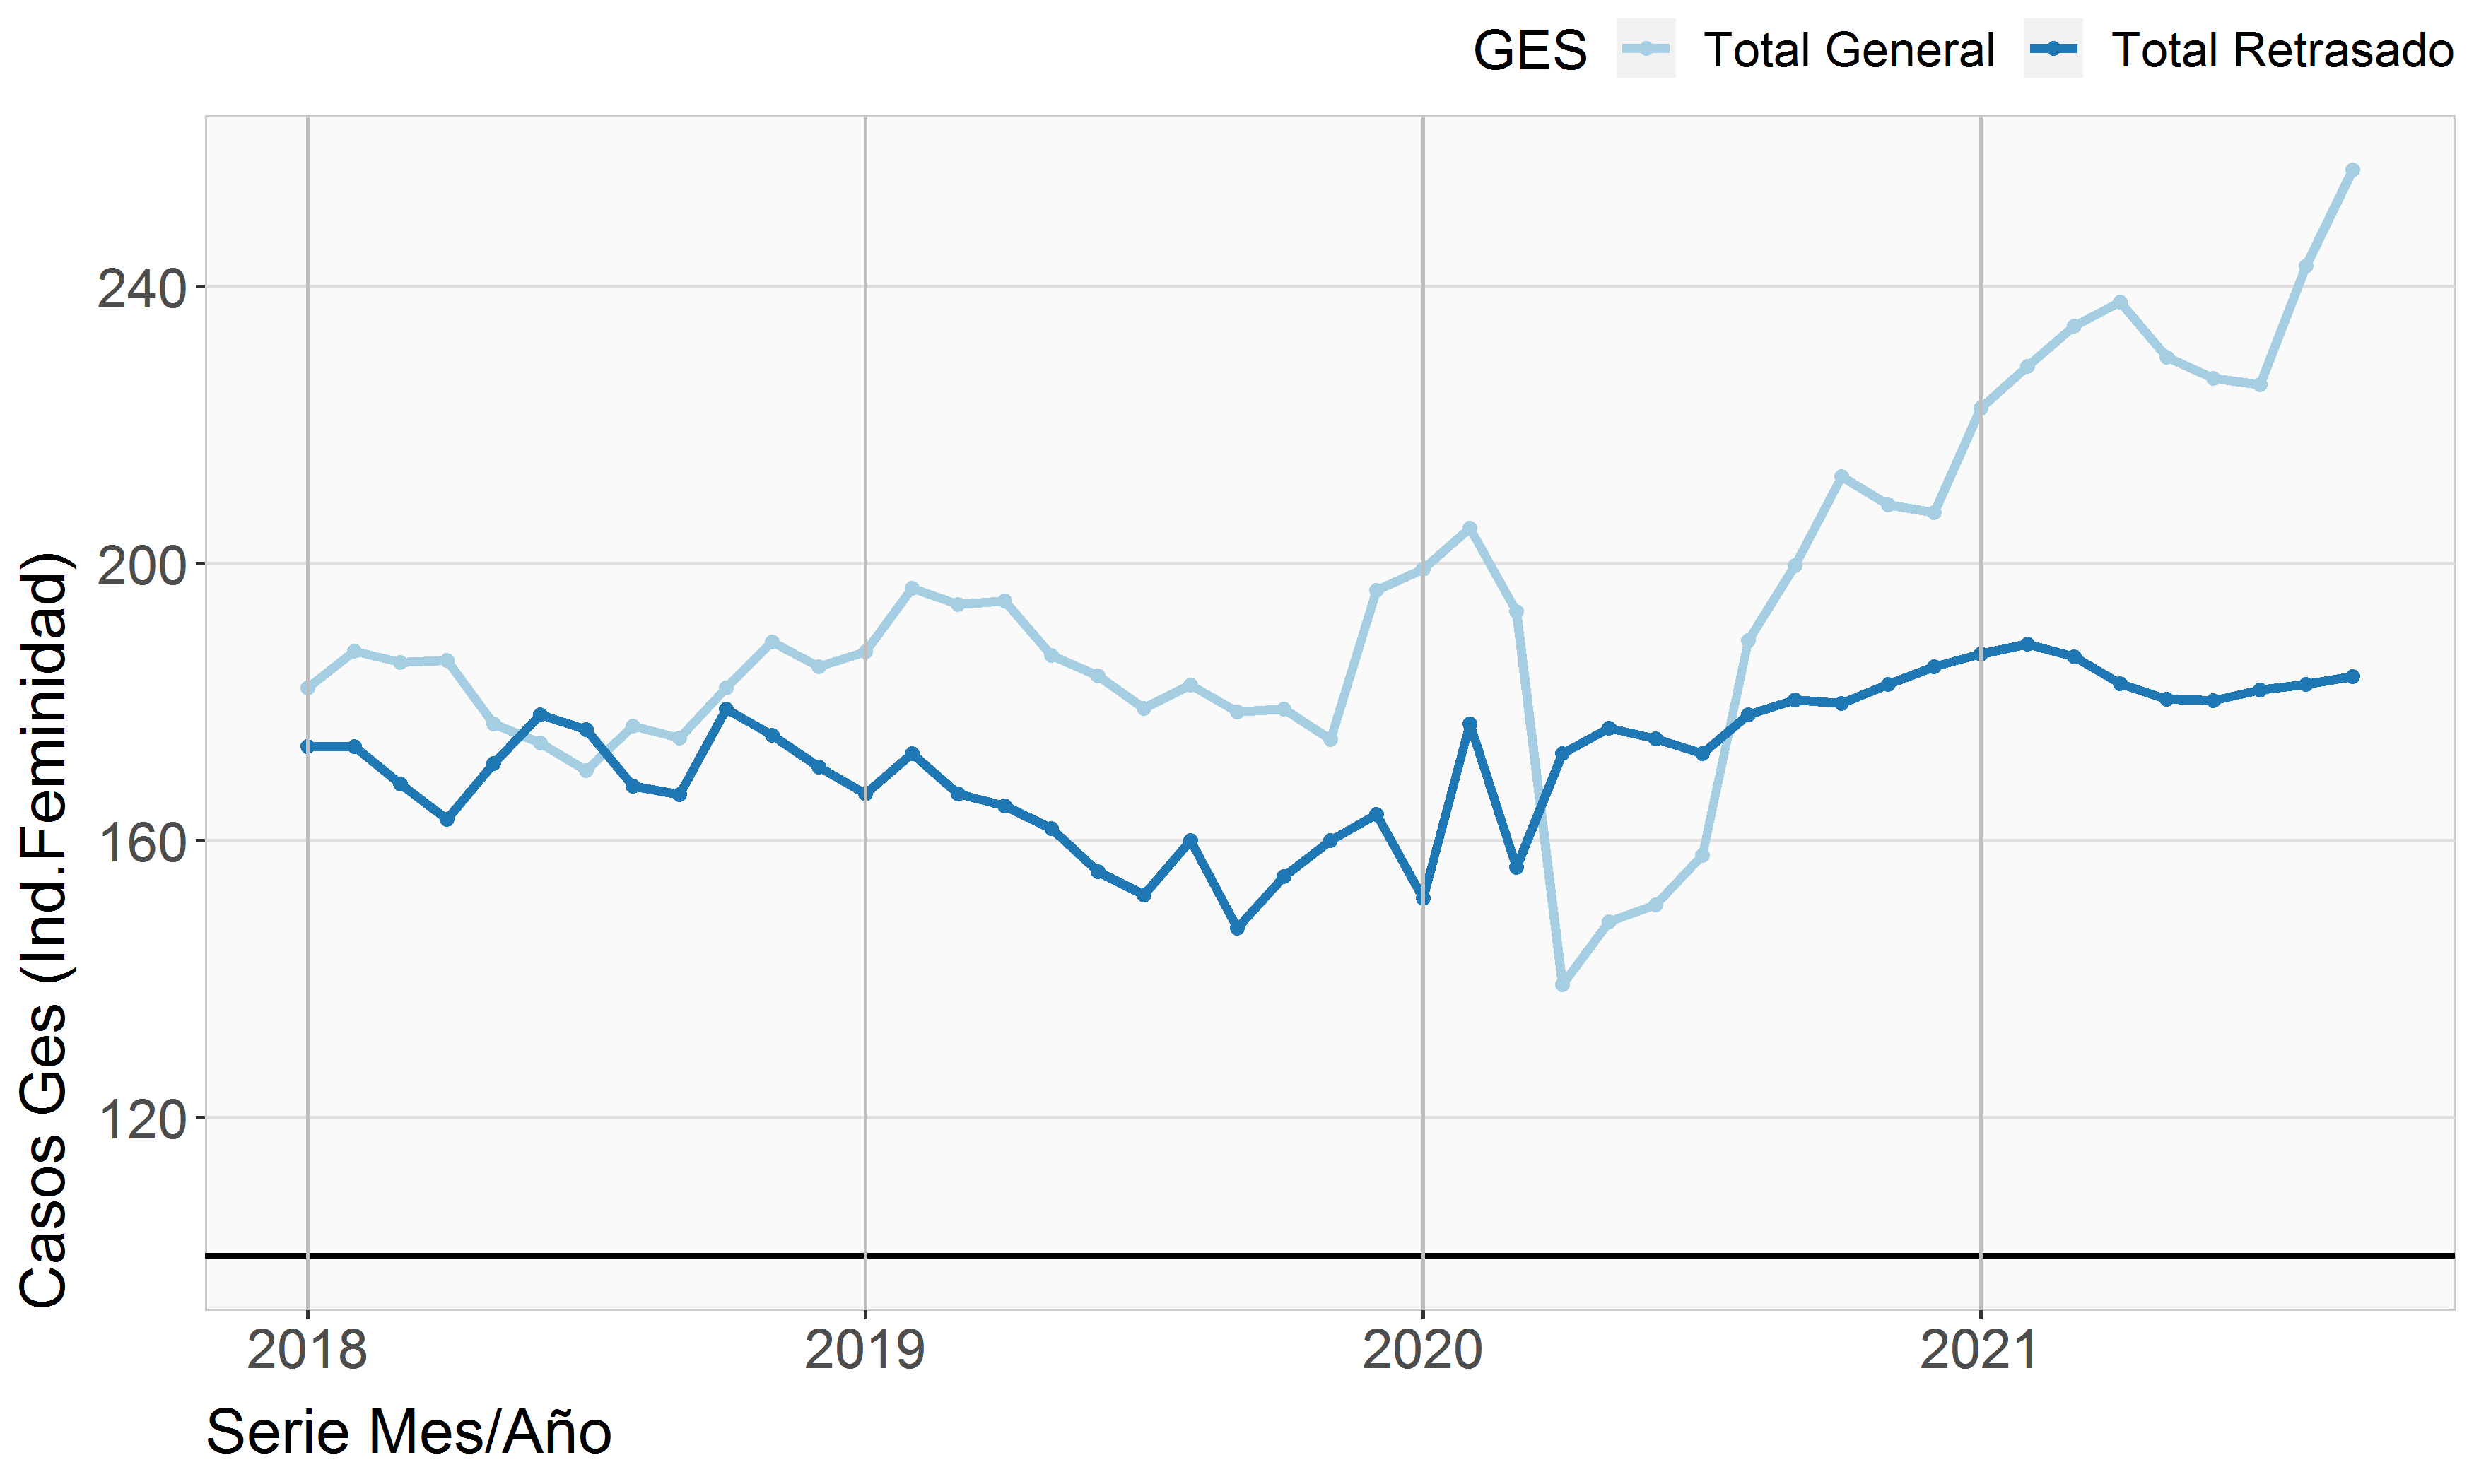 GES Total General Total Retrasado
Casos Ges (Ind.Feminidad)
240
200
160
120
2018 2019 2020 2021
Serie Mes/Año